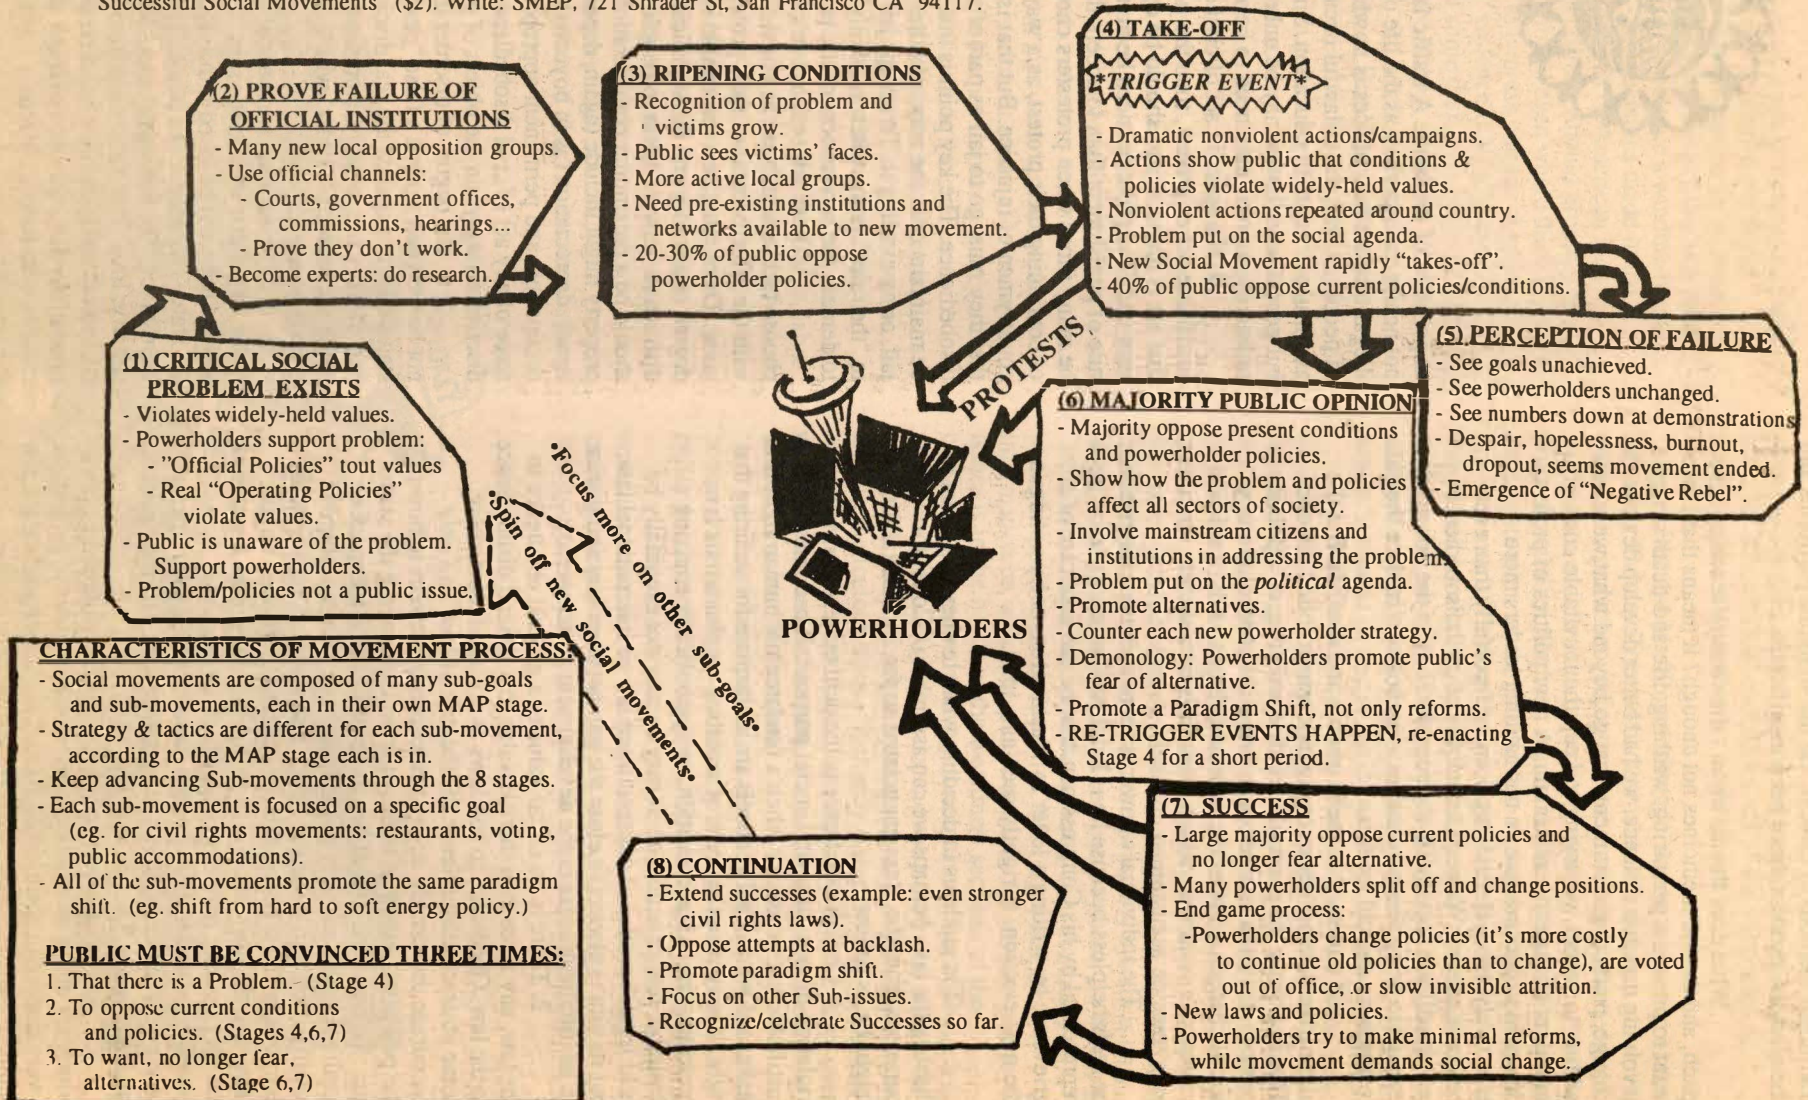 Successful Social Movements" ($2). Write: SMEP, 721 Shrader St, San Francisco CA 94117.
(1) CRITICAL SOCIAL
PROBLEM EXISTS
- Violates widely-held values.
- Powerholders support problem:
- "Official Policies" tout values
- Real "Operating Policies"
violate values.
- Public is unaware of the problem.
Support powerholders.
- Problem/policies not a public issue.
(2) PROVE FAILURE OF
OFFICIAL INSTITUTIONS
- Many new local opposition groups.
- Use official channels:
- Courts, government offices,
commissions, hearings...
- Prove they don't work.
- Become experts: do research.
(3) RIPENING CONDITIONS
- Recognition of problem and
victims grow.
- Public sees victims' faces.
- More active local groups.
- Need pre-existing institutions and
networks available to new movement.
- 20-30% of public oppose
powerholder policies.
(4) TAKE-OFF
*TRIGGER EVENT*
- Dramatic nonviolent actions/campaigns.
- Actions show public that conditions &
policies violate widely-held values.
- Nonviolent actions repeated around country.
- Problem put on the social agenda.
- New Social Movement rapidly "takes-off".
- 40% of public oppose current policies/conditions.
(5) PERCEPTION OF FAILURE
- See goals unachieved.
- See powerholders unchanged.
- See numbers down at demonstrations
- Despair, hopelessness, burnout,
dropout, seems movement ended.
- Emergence of "Negative Rebel".
PROTESTS
POWERHOLDERS
(6) MAJORITY PUBLIC OPINION
- Majority oppose present conditions
and powerholder policies.
- Show how the problem and policies
affect all sectors of society.
- Involve mainstream citizens and
institutions in addressing the problem.
- Problem put on the political agenda.
- Promote alternatives.
- Counter each new powerholder strategy.
- Demonology: Powerholders promote public's
fear of alternative.
- Promote a Paradigm Shift, not only reforms.
- RE-TRIGGER EVENTS HAPPEN, re-enacting
Stage 4 for a short period.
(7) SUCCESS
- Large majority oppose current policies and
no longer fear alternative.
- Many powerholders split off and change positions.
- End game process:
-Powerholders change policies (it's more costly
to continue old policies than to change), are voted
out of office, or slow invisible attrition.
- New laws and policies.
- Powerholders try to make minimal reforms,
while movement demands social change.
(8) CONTINUATION
- Extend successes (example: even stronger
civil rights laws).
- Oppose attempts at backlash.
- Promote paradigm shift.
- Focus on other Sub-issues.
- Recognize/celebrate Successes so far.
•Focus more on other sub-goals•
•Spin off new social movements•
CHARACTERISTICS OF MOVEMENT PROCESS:
- Social movements are composed of many sub-goals
and sub-movements, each in their own MAP stage.
- Strategy & tactics are different for each sub-movement,
according to the MAP stage each is in.
- Keep advancing Sub-movements through the 8 stages.
- Each sub-movement is focused on a specific goal
(eg. for civil rights movements: restaurants, voting,
public accommodations).
- All of the sub-movements promote the same paradigm
shift. (eg. shift from hard to soft energy policy.)
PUBLIC MUST BE CONVINCED THREE TIMES:
1. That there is a Problem. (Stage 4)
2. To oppose current conditions
and policies. (Stages 4,6,7)
3. To want, no longer fear,
alternatives. (Stage 6,7)